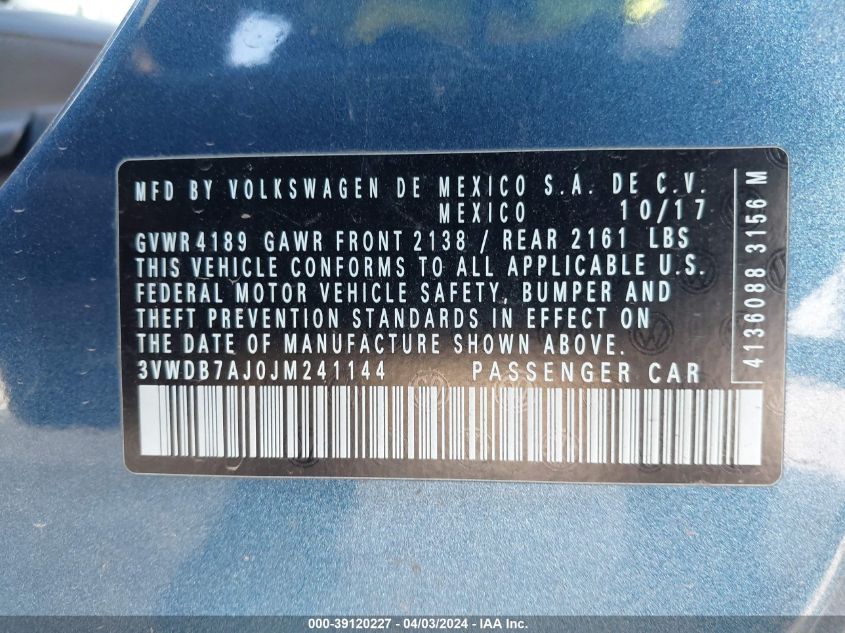 MFD BY VOLKSWAGEN DE MEXICO S.A. DE C.V.
MEXICO 10/17
GVWR 4189 GAWR FRONT 2138 / REAR 2161 LBS
THIS VEHICLE CONFORMS TO ALL APPLICABLE U.S.
FEDERAL MOTOR VEHICLE SAFETY, BUMPER AND
THEFT PREVENTION STANDARDS IN EFFECT ON
THE DATE OF MANUFACTURE SHOWN ABOVE.
3VWDB7AJ0JM241144 PASSENGER CAR
4136088 3156 M
000-39120227 - 04/03/2024 - IAA Inc.